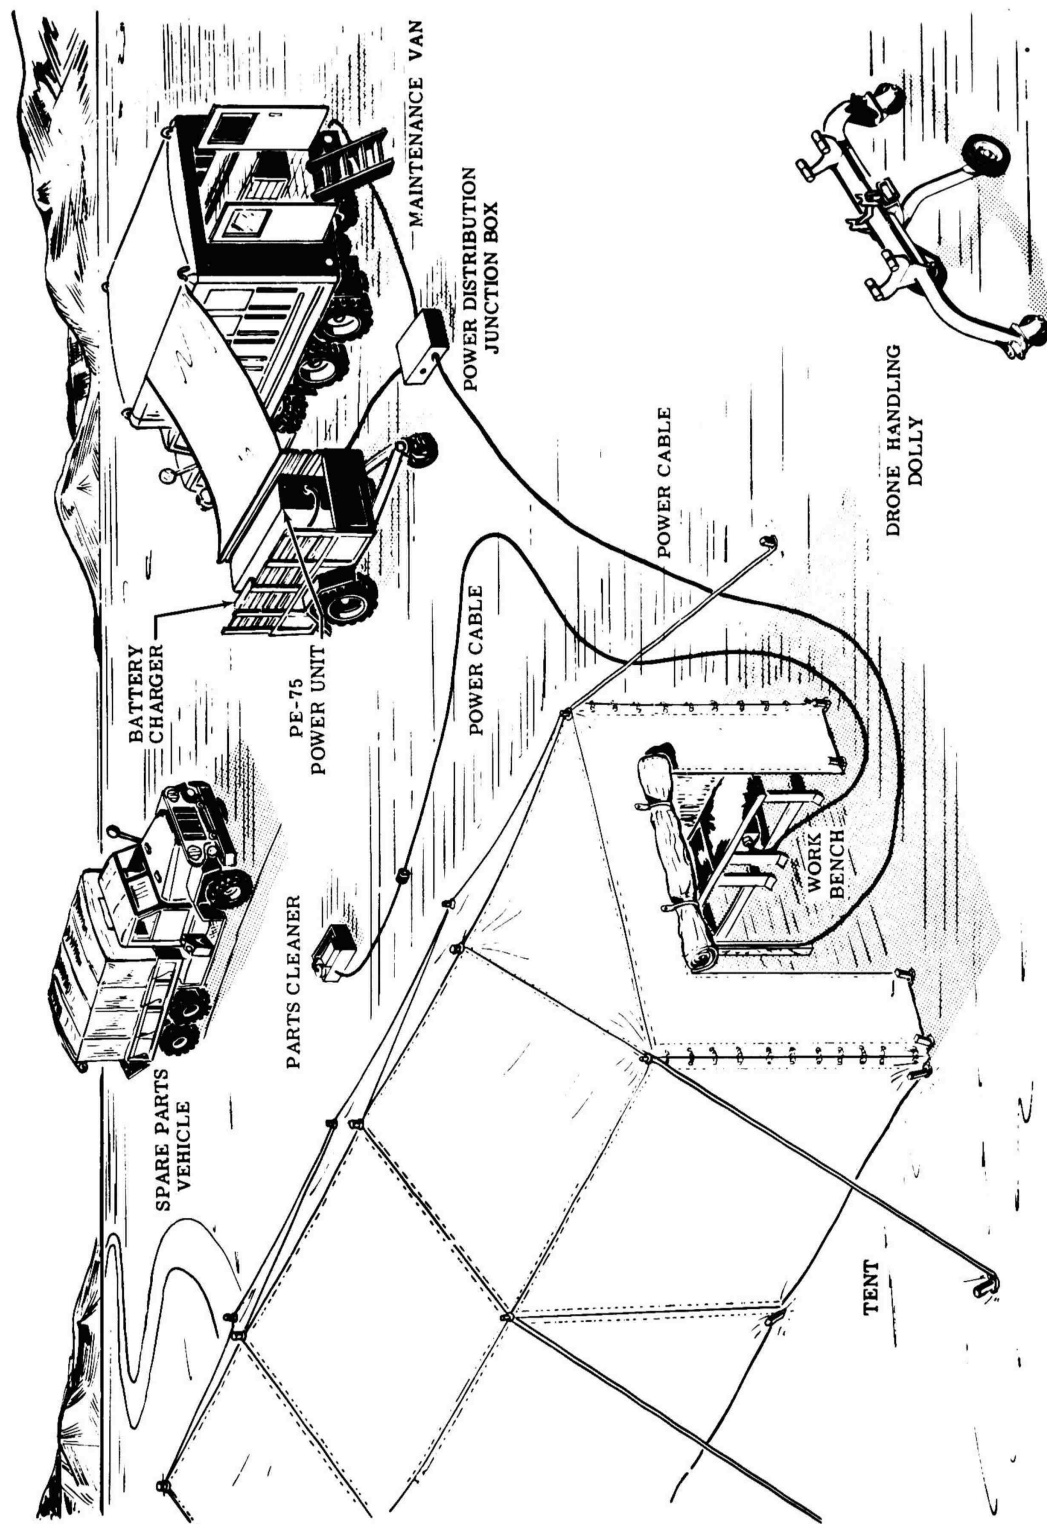 SPARE PARTS
VEHICLE
BATTERY
CHARGER
PE-75
POWER UNIT
MAINTENANCE VAN
PARTS CLEANER
POWER CABLE
POWER DISTRIBUTION
JUNCTION BOX
POWER CABLE
WORK
BENCH
TENT
DRONE HANDLING
DOLLY